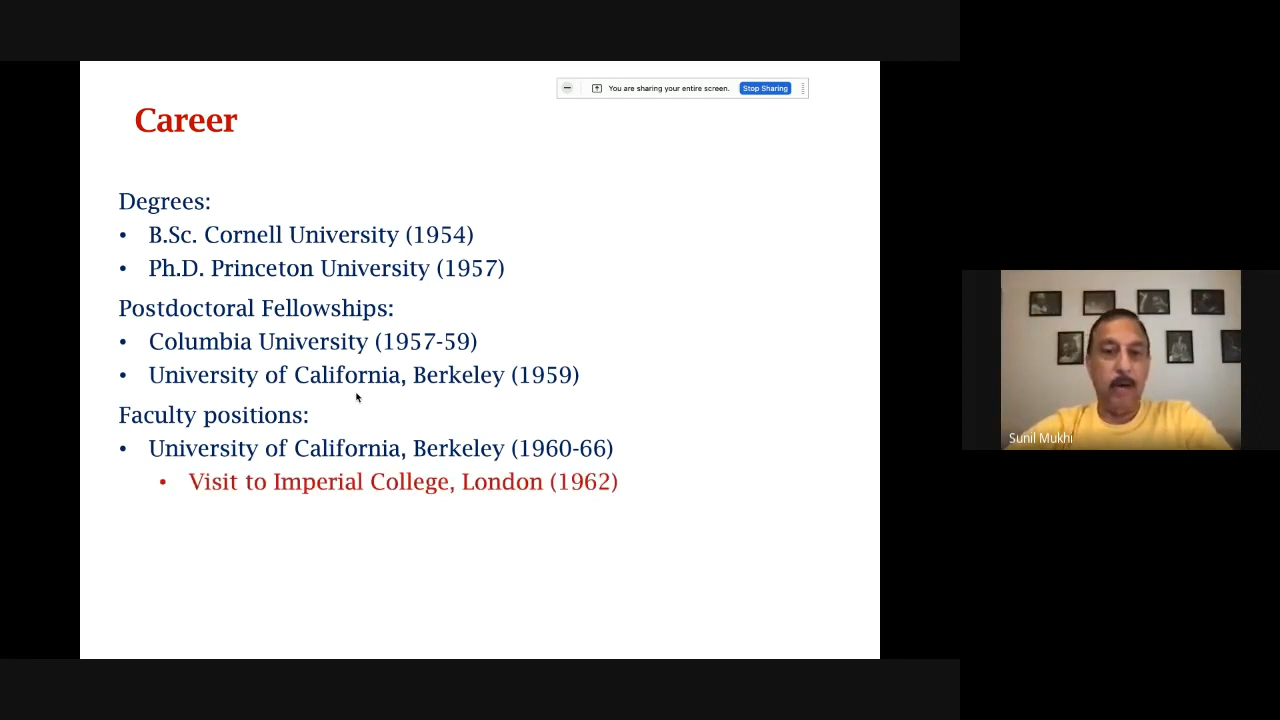 You are sharing your entire screen. Stop Sharing
Career
Degrees:
• B.Sc. Cornell University (1954)
• Ph.D. Princeton University (1957)
Postdoctoral Fellowships:
• Columbia University (1957-59)
• University of California, Berkeley (1959)
Faculty positions:
• University of California, Berkeley (1960-66)
• Visit to Imperial College, London (1962)
Sunil Mukhi